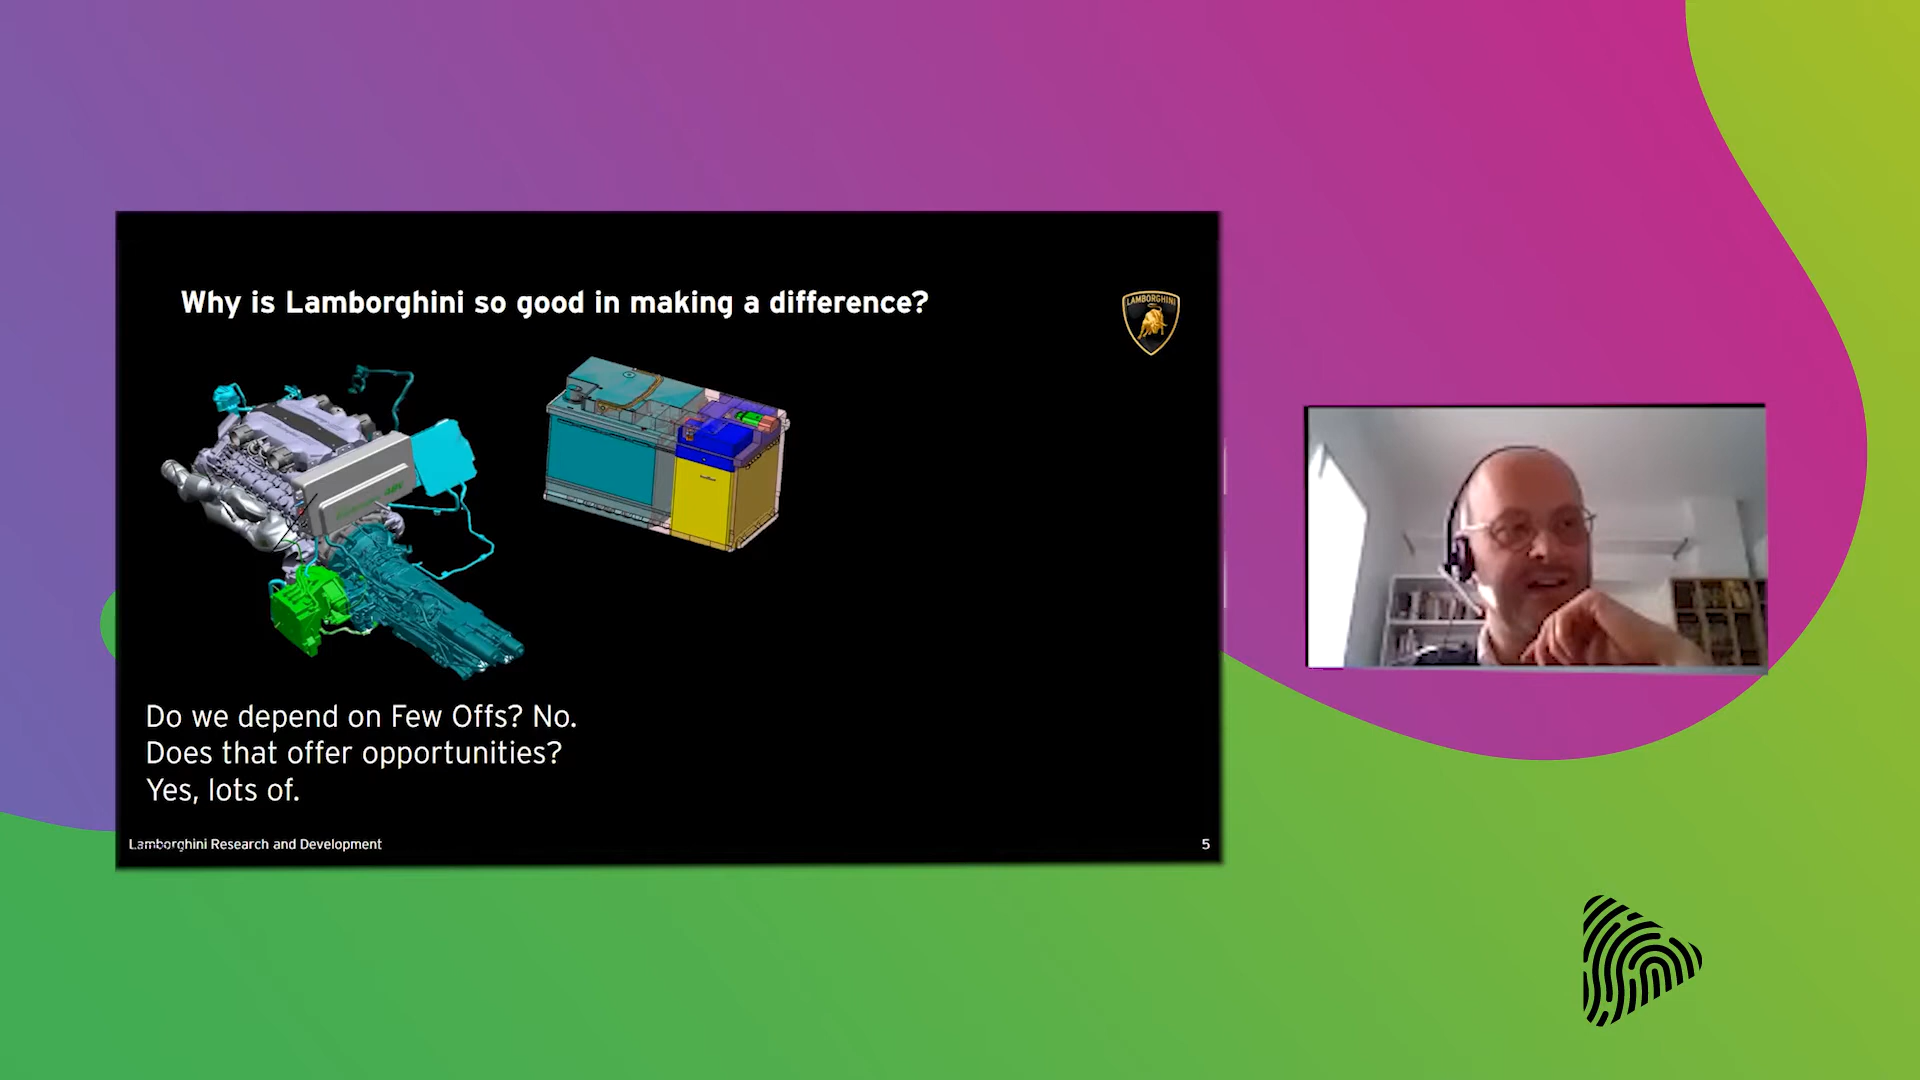 Why is Lamborghini so good in making a difference?
LAMBORGHINI
48V
Do we depend on Few Offs? No.
Does that offer opportunities?
Yes, lots of.
Lamborghini Research and Development
5